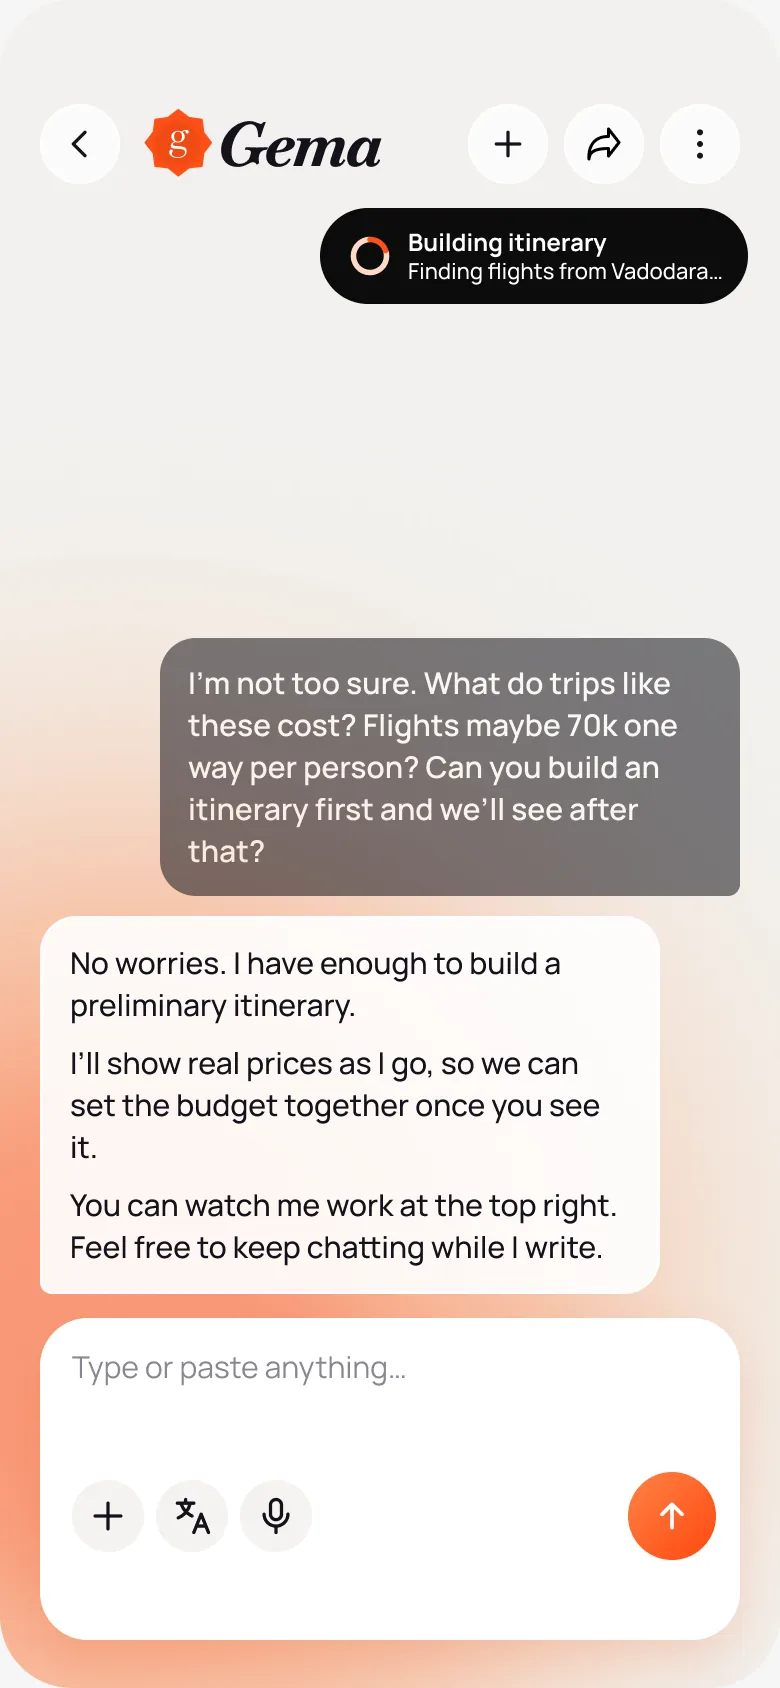 g Gema
Building itinerary
Finding flights from Vadodara...
I’m not too sure. What do trips like
these cost? Flights maybe 70k one
way per person? Can you build an
itinerary first and we’ll see after
that?
No worries. I have enough to build a
preliminary itinerary.
I’ll show real prices as I go, so we can
set the budget together once you see
it.
You can watch me work at the top right.
Feel free to keep chatting while I write.
Type or paste anything...
文A